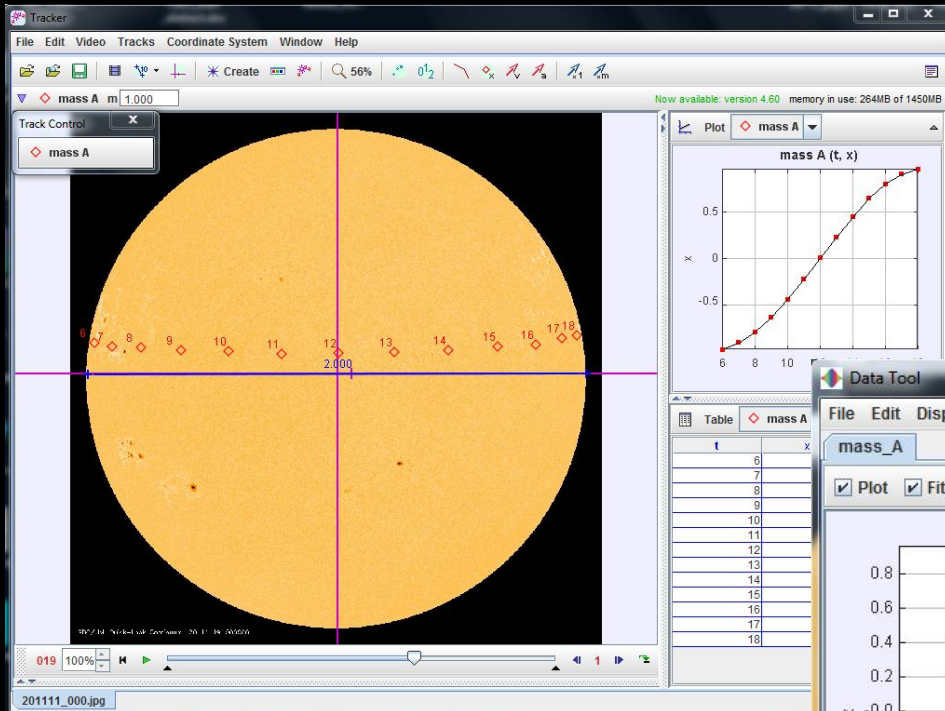 Tracker
File Edit Video Tracks Coordinate System Window Help
Create 56%
mass A m 1.000
Now available: version 4.60 memory in use: 264MB of 1450MB
Track Control X
mass A
6 7 8 9 10 11 12 13 14 15 16 17 18
2.000
019 100% 1
201111_000.jpg
Plot mass A
mass A (t, x)
0.5
x 0
-0.5
6 8 10
Table mass A
t x
6
7
8
9
10
11
12
13
14
15
16
17
18
Data Tool
File Edit Disp
mass_A
Plot Fit
0.8
0.6
0.4
0.2
0.0